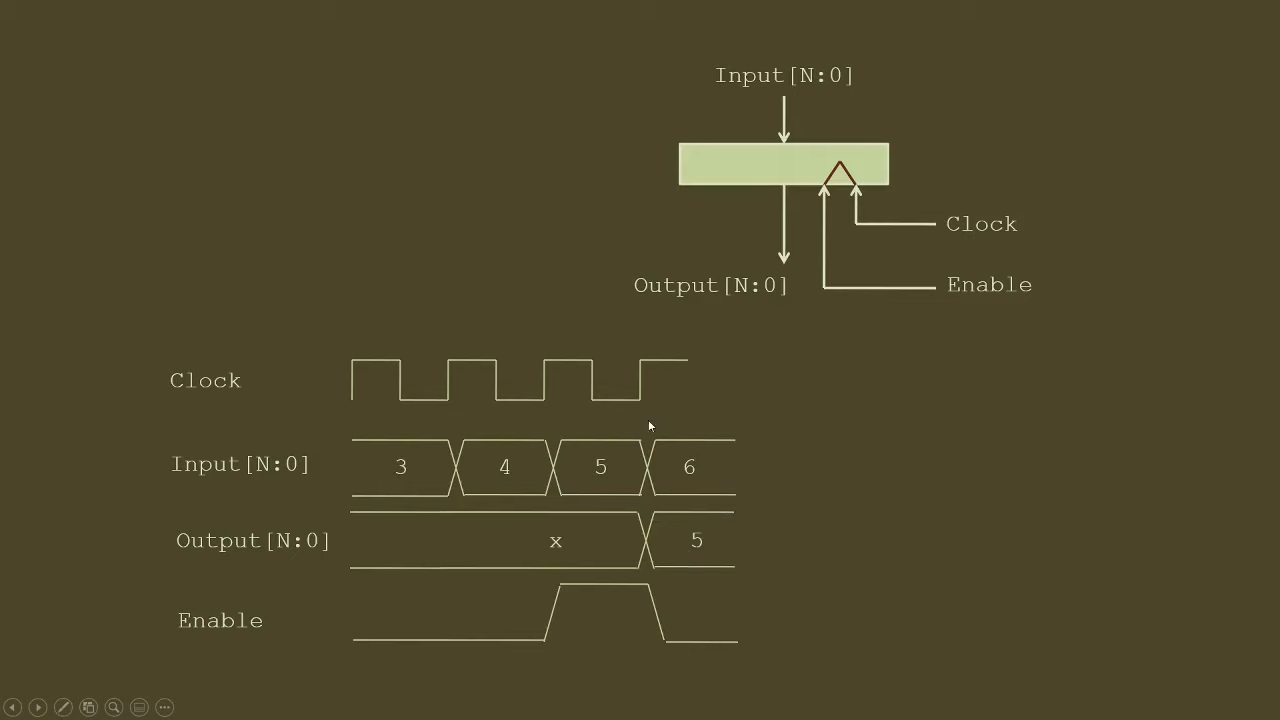 Input[N:0]
Clock
Output[N:0]
Enable
Clock
Input[N:0] 3 4 5 6
Output[N:0] x 5
Enable